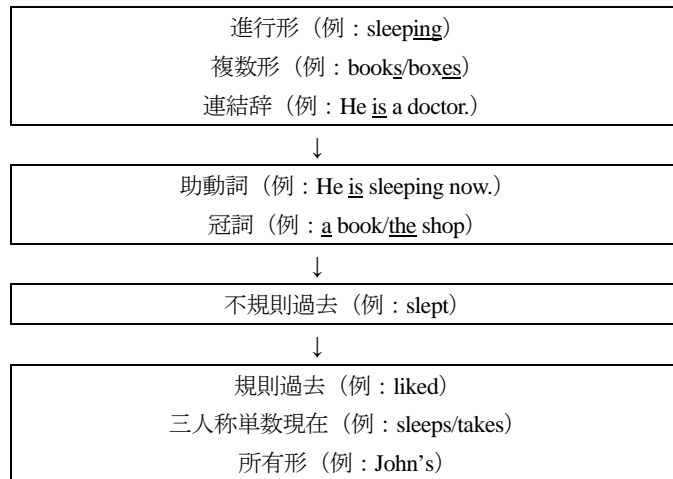 進行形（例：sleeping）
複数形（例：books/boxes）
連結辞（例：He is a doctor.）
↓
助動詞（例：He is sleeping now.）
冠詞（例：a book/the shop）
↓
不規則過去（例：slept）
↓
規則過去（例：liked）
三人称単数現在（例：sleeps/takes）
所有形（例：John's）